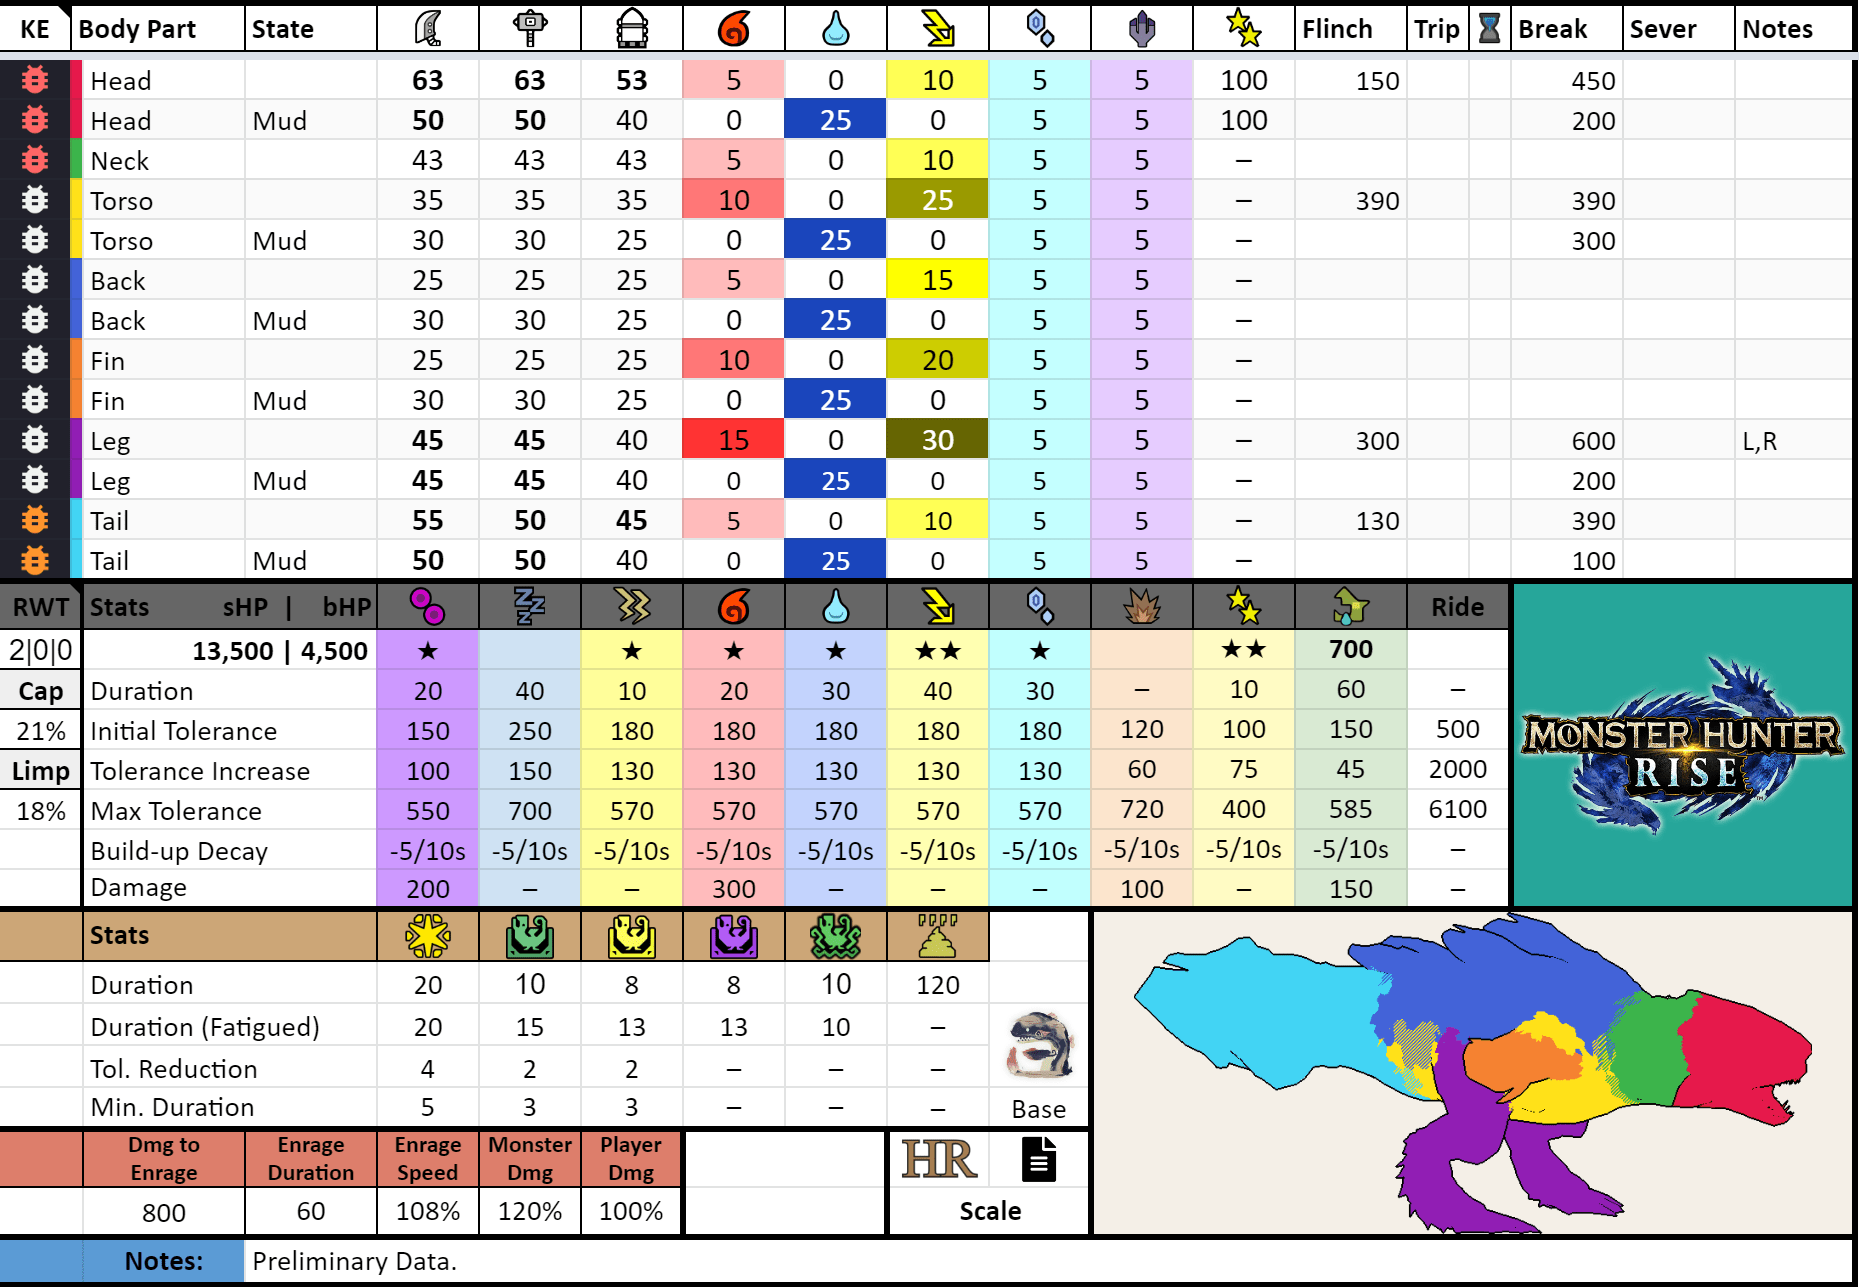 KE Body Part State Flinch Trip Break Sever Notes
Head 63 63 53 5 0 10 5 5 100 150 450
Head Mud 50 50 40 0 25 0 5 5 100 200
Neck 43 43 43 5 0 10 5 5 –
Torso 35 35 35 10 0 25 5 5 – 390 390
Torso Mud 30 30 25 0 25 0 5 5 – 300
Back 25 25 25 5 0 15 5 5 –
Back Mud 30 30 25 0 25 0 5 5 –
Fin 25 25 25 10 0 20 5 5 –
Fin Mud 30 30 25 0 25 0 5 5 –
Leg 45 45 40 15 0 30 5 5 – 300 600 L,R
Leg Mud 45 45 40 0 25 0 5 5 – 200
Tail 55 50 45 5 0 10 5 5 – 130 390
Tail Mud 50 50 40 0 25 0 5 5 – 100
RWT Stats sHP | bHP Ride
2|0|0 13,500 | 4,500 ★ ★ ★ ★ ★★ ★ ★★ 700
Cap Duration 20 40 10 20 30 40 30 – 10 60 –
21% Initial Tolerance 150 250 180 180 180 180 180 120 100 150 500
Limp Tolerance Increase 100 150 130 130 130 130 130 60 75 45 2000
18% Max Tolerance 550 700 570 570 570 570 570 720 400 585 6100
Build-up Decay -5/10s -5/10s -5/10s -5/10s -5/10s -5/10s -5/10s -5/10s -5/10s -5/10s –
Damage 200 – – 300 – – – 100 – 150 –
MONSTER HUNTER
RISE
Stats
Duration 20 10 8 8 10 120
Duration (Fatigued) 20 15 13 13 10 –
Tol. Reduction 4 2 2 – – –
Min. Duration 5 3 3 – – –
Base
Dmg to Enrage Enrage Duration Enrage Speed Monster Dmg Player Dmg
HR
800 60 108% 120% 100% Scale
Notes: Preliminary Data.